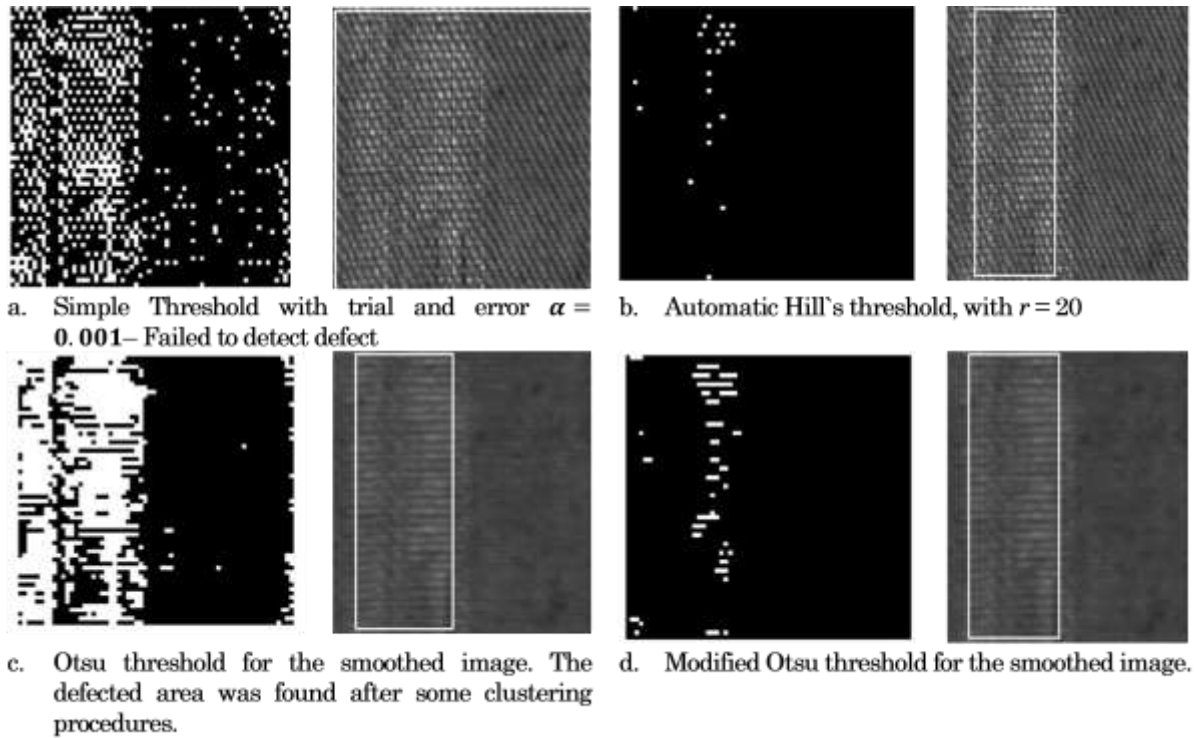 a. Simple Threshold with trial and error α =
0.001– Failed to detect defect
b. Automatic Hill`s threshold, with r = 20
c. Otsu threshold for the smoothed image. The
defected area was found after some clustering
procedures.
d. Modified Otsu threshold for the smoothed image.